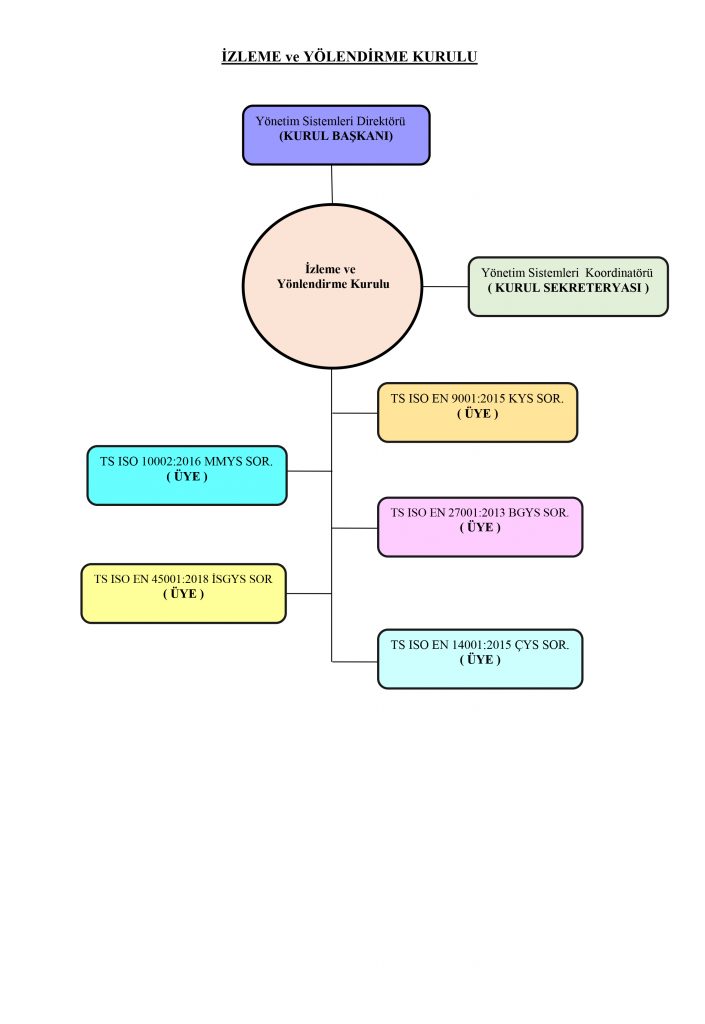 İZLEME ve YÖLENDİRME KURULU
Yönetim Sistemleri Direktörü
(KURUL BAŞKANI)
İzleme ve
Yönlendirme Kurulu
Yönetim Sistemleri  Koordinatörü
( KURUL SEKRETERYASI )
TS ISO EN 9001:2015 KYS SOR.
( ÜYE )
TS ISO 10002:2016 MMYS SOR.
( ÜYE )
TS ISO EN 27001:2013 BGYS SOR.
( ÜYE )
TS ISO EN 45001:2018 İSGYS SOR
( ÜYE )
TS ISO EN 14001:2015 ÇYS SOR.
( ÜYE )